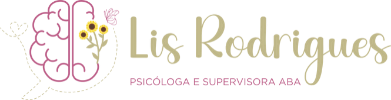 Lis Rodrigues
PSICÓLOGA E SUPERVISORA ABA